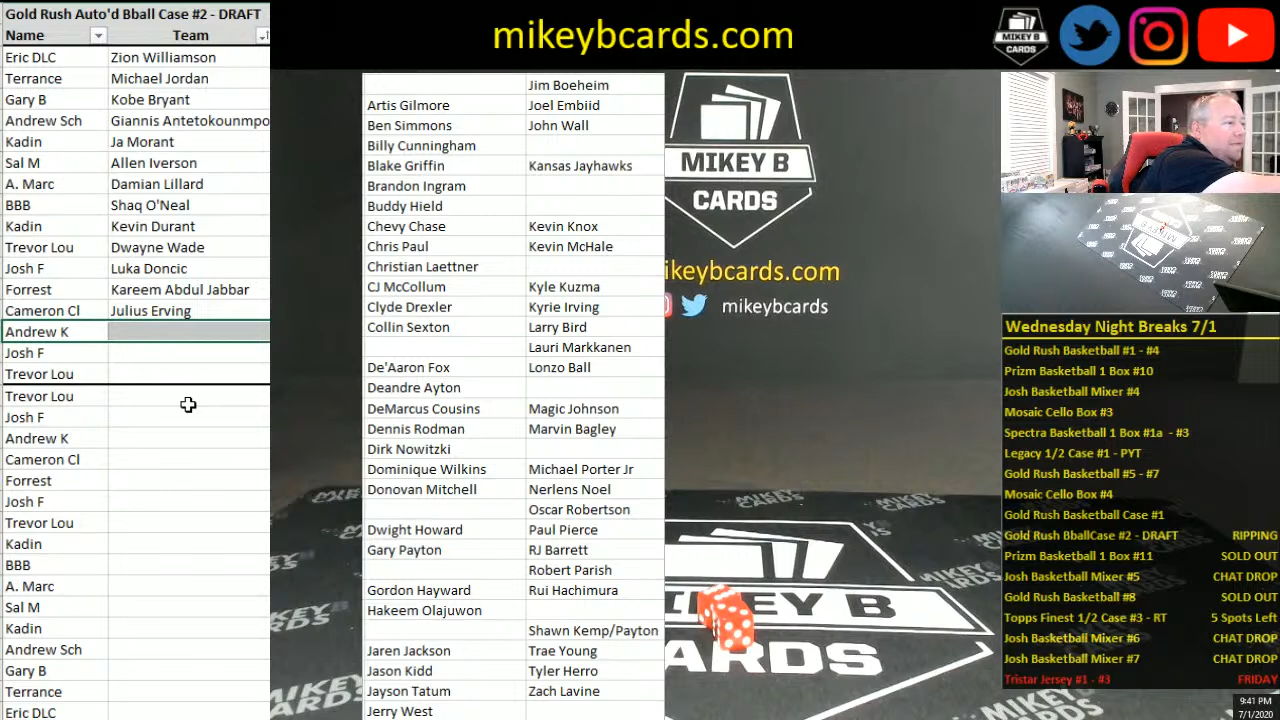 mikeybcards.com
Gold Rush Auto'd Bball Case #2 - DRAFT
Name Team
Eric DLC Zion Williamson
Terrance Michael Jordan
Gary B Kobe Bryant
Andrew Sch Giannis Antetokounmpo
Kadin Ja Morant
Sal M Allen Iverson
A. Marc Damian Lillard
BBB Shaq O'Neal
Kadin Kevin Durant
Trevor Lou Dwayne Wade
Josh F Luka Doncic
Forrest Kareem Abdul Jabbar
Cameron Cl Julius Erving
Andrew K
Josh F
Trevor Lou
Trevor Lou
Josh F
Andrew K
Cameron Cl
Forrest
Josh F
Trevor Lou
Kadin
BBB
A. Marc
Sal M
Kadin
Andrew Sch
Gary B
Terrance
Eric DLC
Jim Boeheim
Artis Gilmore Joel Embiid
Ben Simmons John Wall
Billy Cunningham
Blake Griffin Kansas Jayhawks
Brandon Ingram
Buddy Hield
Chevy Chase Kevin Knox
Chris Paul Kevin McHale
Christian Laettner
CJ McCollum Kyle Kuzma
Clyde Drexler Kyrie Irving
Collin Sexton Larry Bird
Lauri Markkanen
De'Aaron Fox Lonzo Ball
Deandre Ayton
DeMarcus Cousins Magic Johnson
Dennis Rodman Marvin Bagley
Dirk Nowitzki
Dominique Wilkins Michael Porter Jr
Donovan Mitchell Nerlens Noel
Oscar Robertson
Dwight Howard Paul Pierce
Gary Payton RJ Barrett
Robert Parish
Gordon Hayward Rui Hachimura
Hakeem Olajuwon
Shawn Kemp/Payton
Jaren Jackson Trae Young
Jason Kidd Tyler Herro
Jayson Tatum Zach Lavine
Jerry West
MIKEY B
CARDS
ikeybcards.com
mikeybcards
KEY B
ARDS
MIKEY B
CARDS
Wednesday Night Breaks 7/1
Gold Rush Basketball #1 - #4
Prizm Basketball 1 Box #10
Josh Basketball Mixer #4
Mosaic Cello Box #3
Spectra Basketball 1 Box #1a - #3
Legacy 1/2 Case #1 - PYT
Gold Rush Basketball #5 - #7
Mosaic Cello Box #4
Gold Rush Basketball Case #1
Gold Rush BballCase #2 - DRAFT RIPPING
Prizm Basketball 1 Box #11 SOLD OUT
Josh Basketball Mixer #5 CHAT DROP
Gold Rush Basketball #8 SOLD OUT
Topps Finest 1/2 Case #3 - RT 5 Spots Left
Josh Basketball Mixer #6 CHAT DROP
Josh Basketball Mixer #7 CHAT DROP
Tristar Jersey #1 - #3 FRIDAY
9:41 PM
7/1/2020